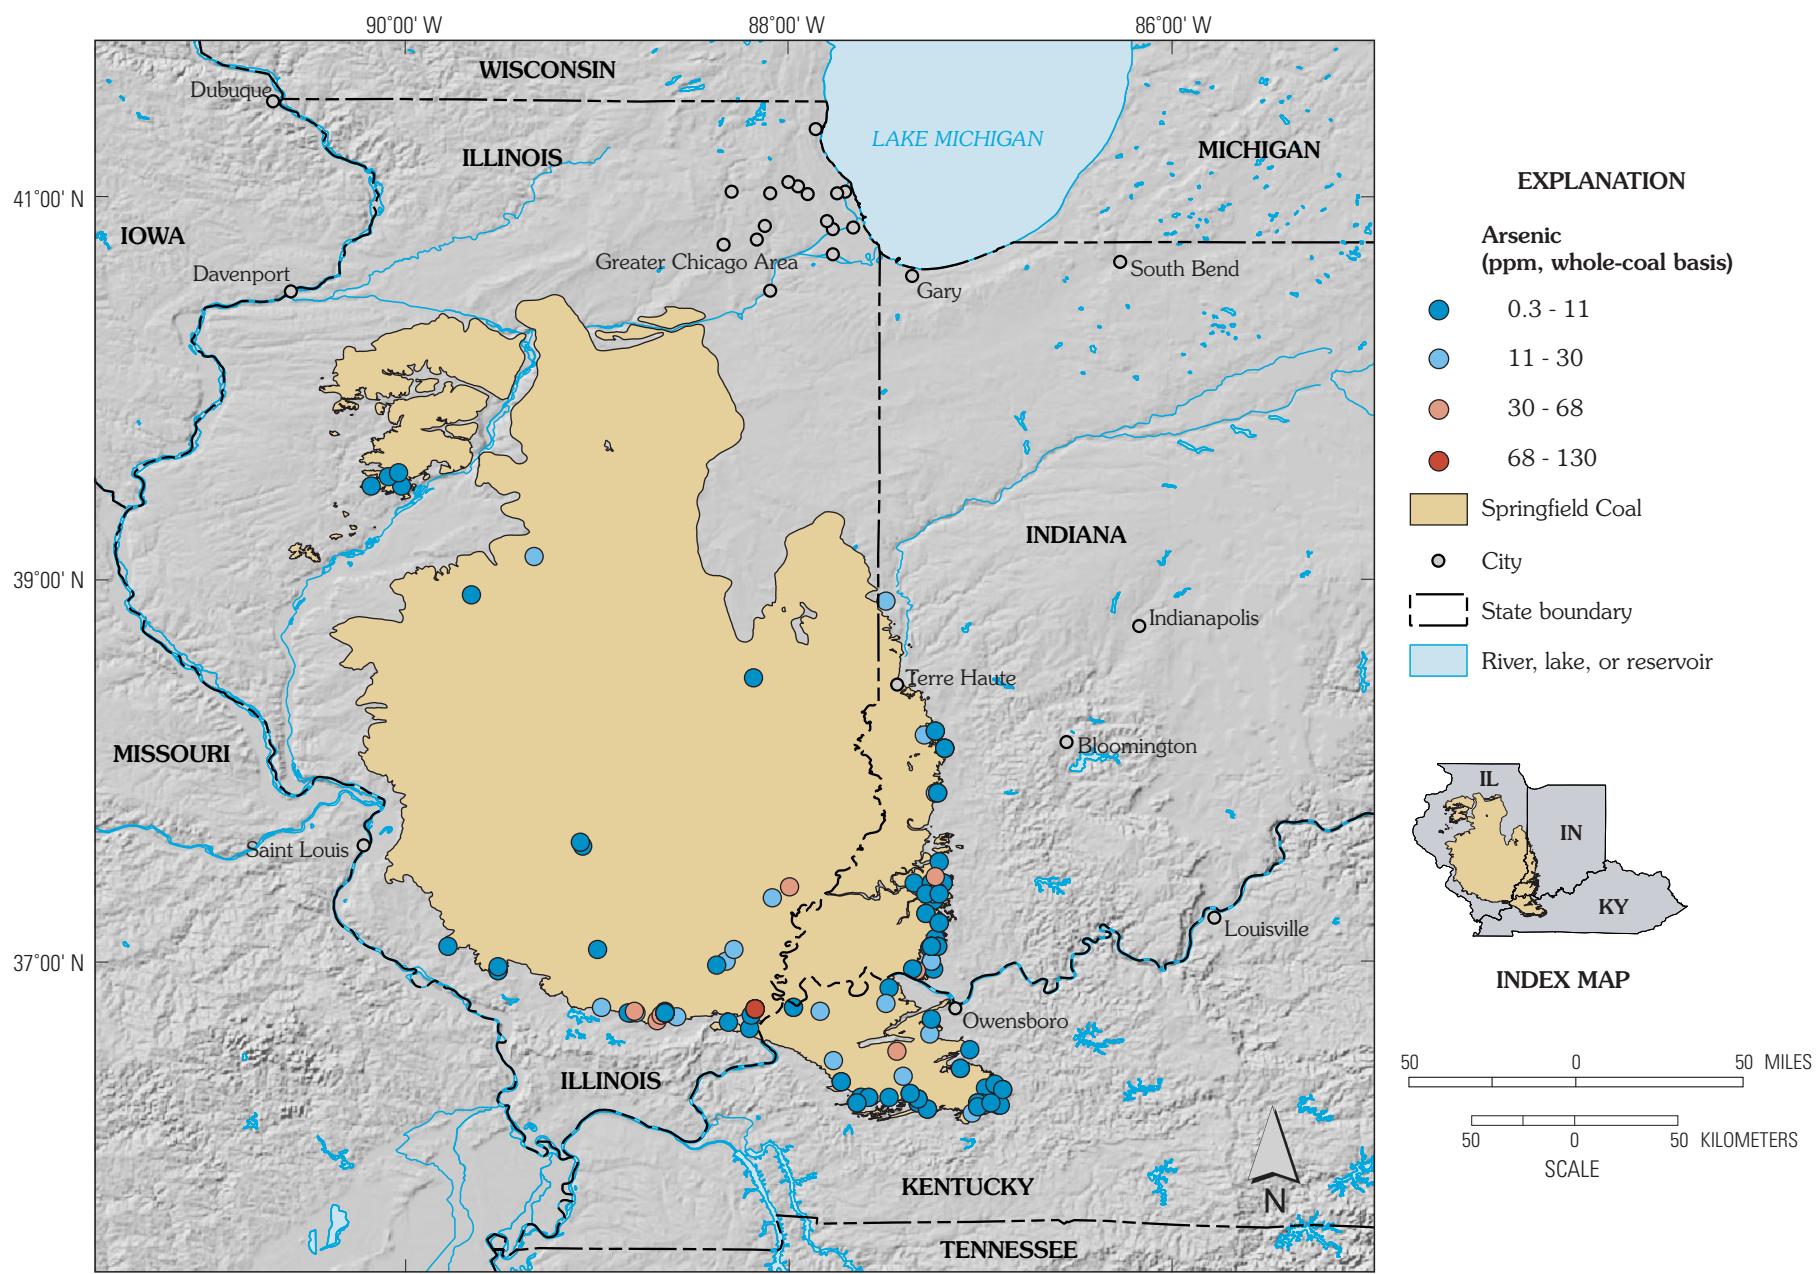 90°00' W
88°00' W
86°00' W
41°00' N
39°00' N
37°00' N
WISCONSIN
Dubuque
ILLINOIS
LAKE MICHIGAN
MICHIGAN
IOWA
Davenport
Greater Chicago Area
Gary
South Bend
INDIANA
Indianapolis
Terre Haute
Bloomington
MISSOURI
Saint Louis
Louisville
Owensboro
ILLINOIS
KENTUCKY
TENNESSEE
N
EXPLANATION
Arsenic
(ppm, whole-coal basis)
0.3 - 11
11 - 30
30 - 68
68 - 130
Springfield Coal
City
State boundary
River, lake, or reservoir
IL
IN
KY
INDEX MAP
50 0 50 MILES
50 0 50 KILOMETERS
SCALE